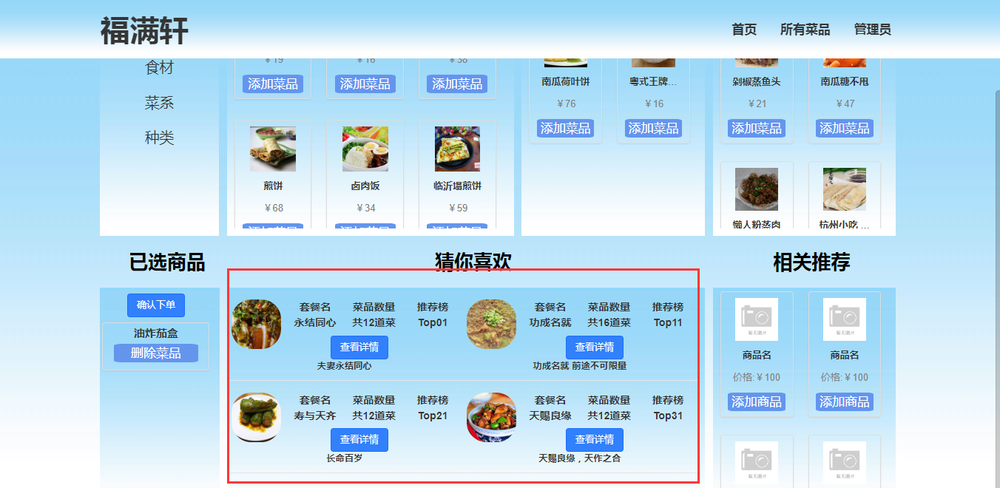 福满轩
首页 所有菜品 管理员
食材
菜系
种类
￥19 ￥16 ￥38
添加菜品 添加菜品 添加菜品
煎饼 卤肉饭 临沂塌煎饼
￥68 ￥34 ￥59
添加菜品 添加菜品 添加菜品
南瓜荷叶饼 粤式王牌...
￥76 ￥16
添加菜品 添加菜品
剁椒蒸鱼头 南瓜糖不甩
￥21 ￥47
添加菜品 添加菜品
懒人粉蒸肉 杭州小吃 ...
已选商品 猜你喜欢 相关推荐
确认下单
油炸茄盒
删除菜品
套餐名 菜品数量 推荐榜 套餐名 菜品数量 推荐榜
永结同心 共12道菜 Top01 功成名就 共16道菜 Top11
查看详情 查看详情
夫妻永结同心 功成名就 前途不可限量
套餐名 菜品数量 推荐榜 套餐名 菜品数量 推荐榜
寿与天齐 共12道菜 Top21 天赐良缘 共12道菜 Top31
查看详情 查看详情
长命百岁 天赐良缘，天作之合
暂无图片 暂无图片
商品名 商品名
价格:￥100 价格:￥100
添加商品 添加商品
暂无图片 暂无图片